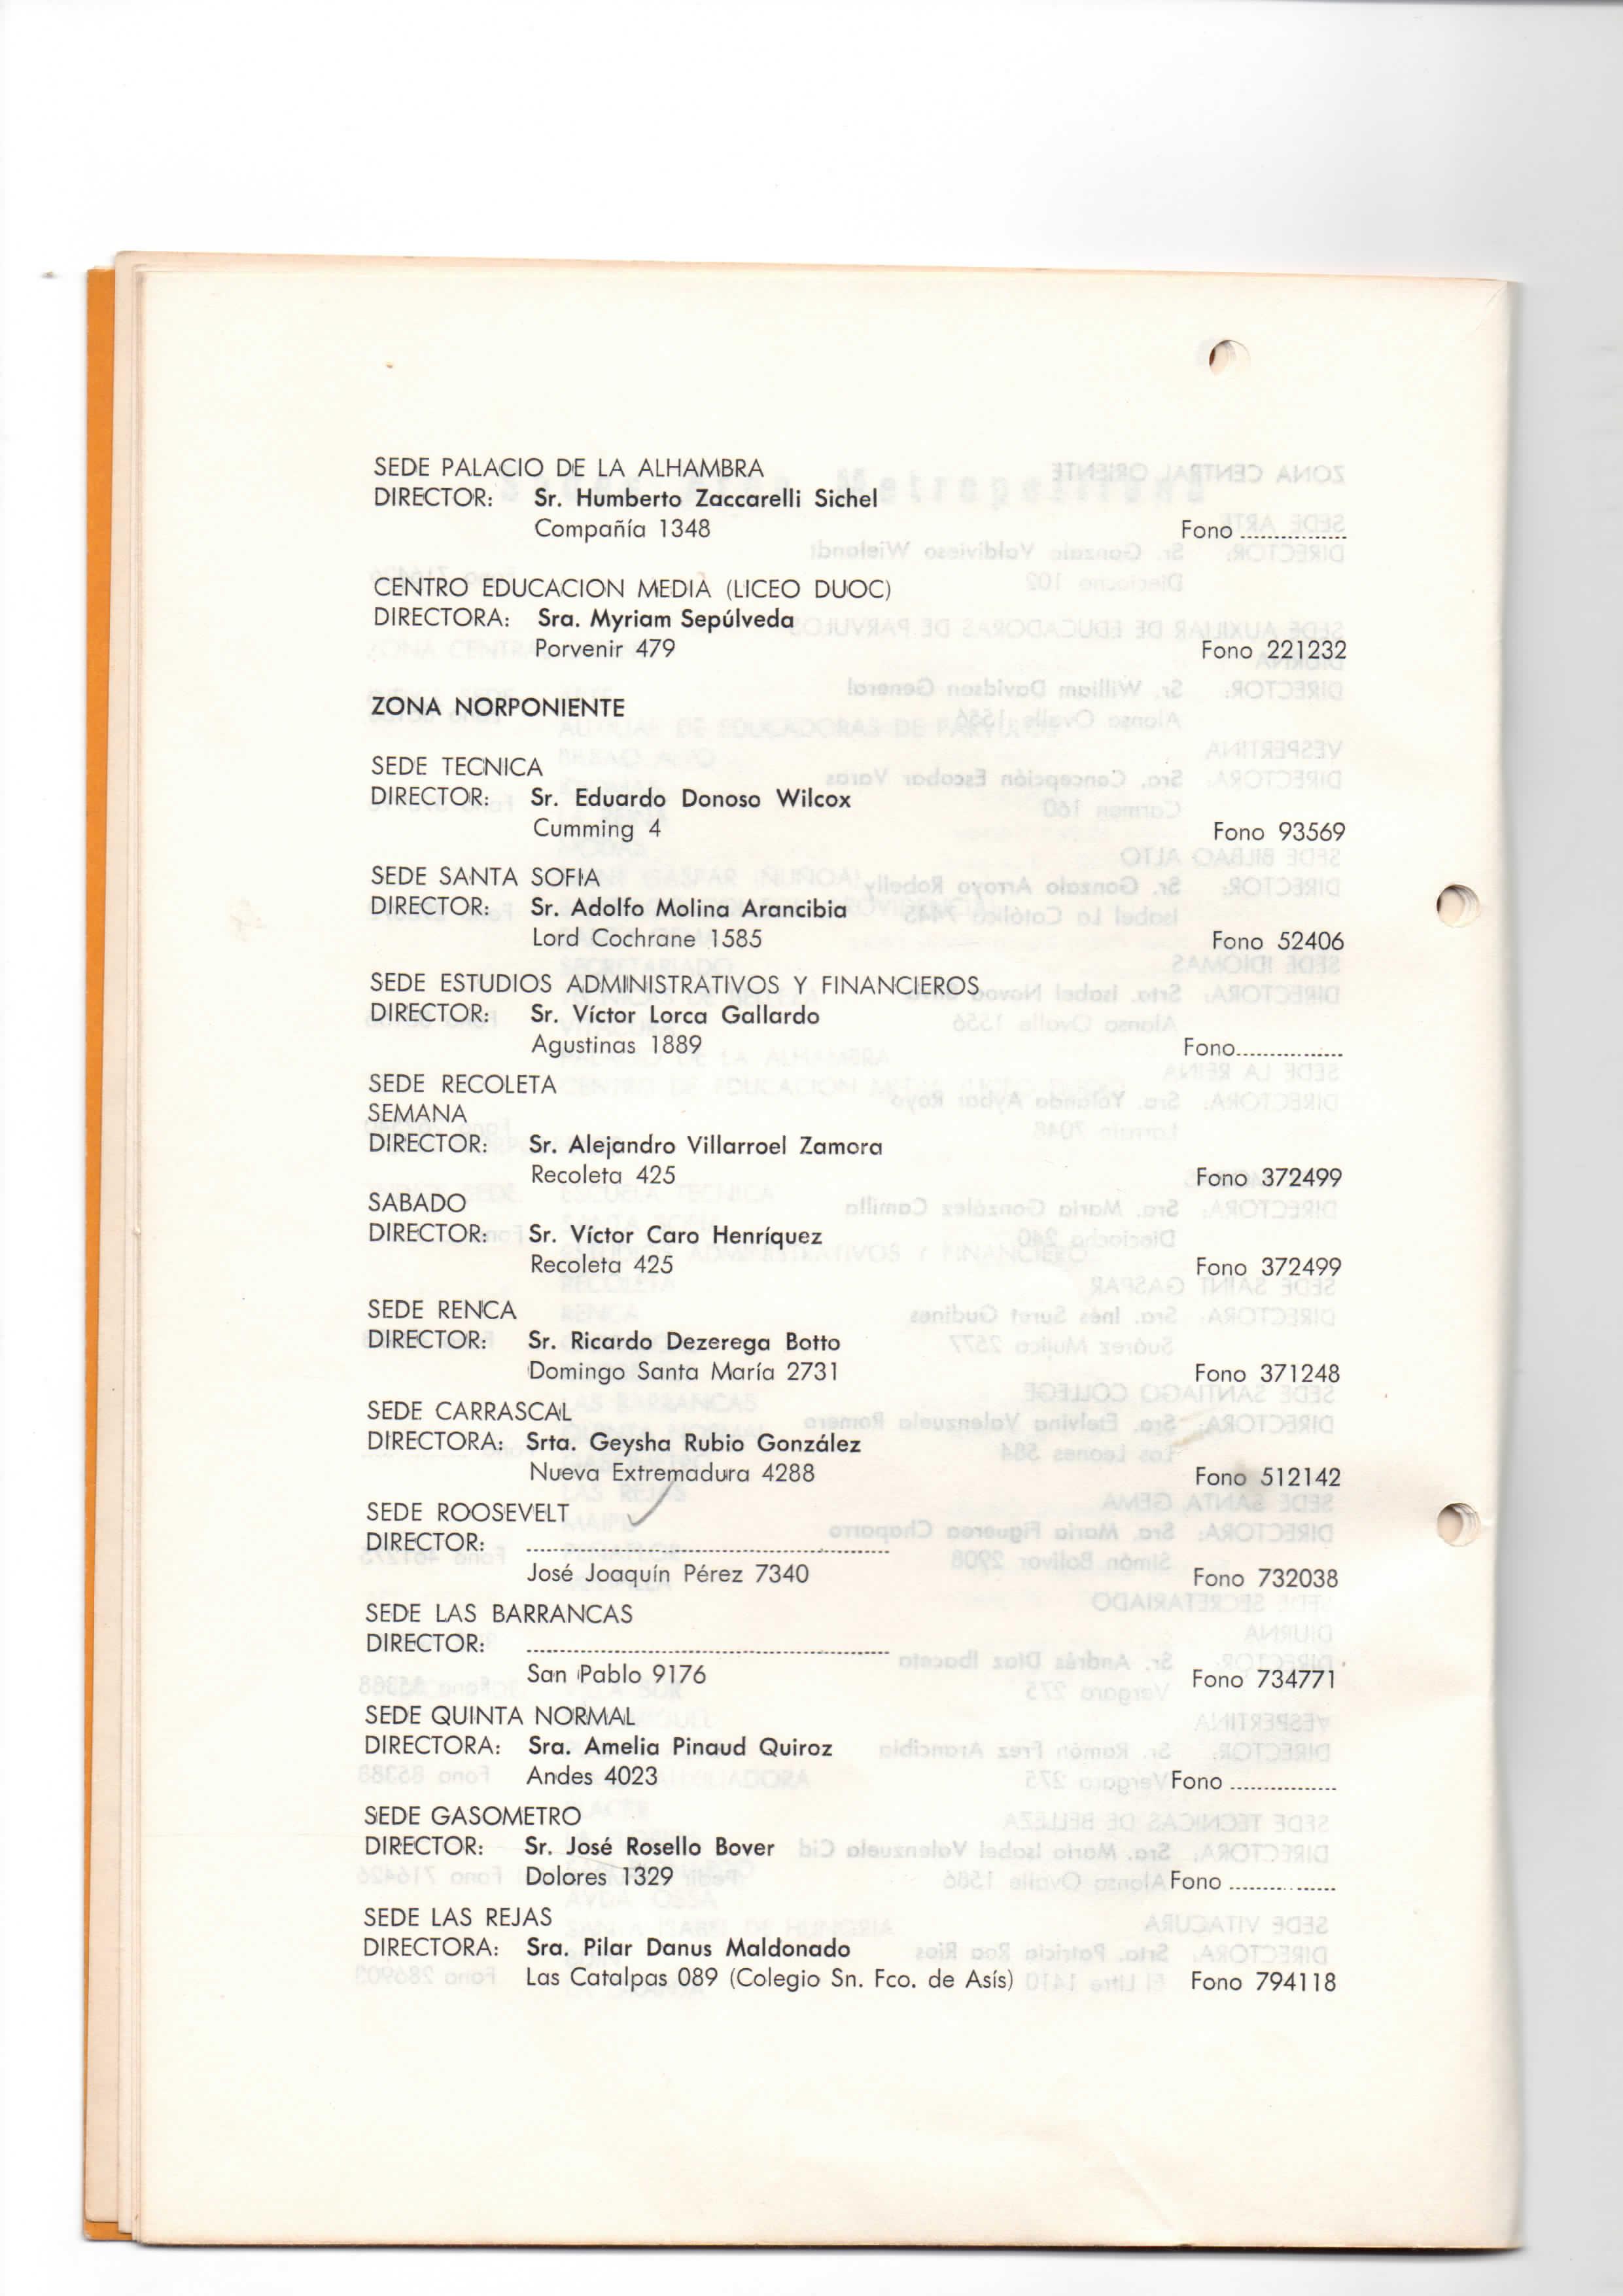 SEDE PALACIO DE LA ALHAMBRA
DIRECTOR: Sr. Humberto Zaccarelli Sichel
Compañía 1348 Fono ................
CENTRO EDUCACION MEDIA (LICEO DUOC)
DIRECTORA: Sra. Myriam Sepúlveda
Porvenir 479 Fono 221232
ZONA NORPONIENTE
SEDE TECNICA
DIRECTOR: Sr. Eduardo Donoso Wilcox
Cumming 4 Fono 93569
SEDE SANTA SOFIA
DIRECTOR: Sr. Adolfo Molina Arancibia
Lord Cochrane 1585 Fono 52406
SEDE ESTUDIOS ADMINISTRATIVOS Y FINANCIEROS
DIRECTOR: Sr. Víctor Lorca Gallardo
Agustinas 1889 Fono................
SEDE RECOLETA
SEMANA
DIRECTOR: Sr. Alejandro Villarroel Zamora
Recoleta 425 Fono 372499
SABADO
DIRECTOR: Sr. Víctor Caro Henríquez
Recoleta 425 Fono 372499
SEDE RENCA
DIRECTOR: Sr. Ricardo Dezerega Botto
Domingo Santa María 2731 Fono 371248
SEDE CARRASCAL
DIRECTORA: Srta. Geysha Rubio González
Nueva Extremadura 4288 Fono 512142
SEDE ROOSEVELT
DIRECTOR: ......................................................
José Joaquín Pérez 7340 Fono 732038
SEDE LAS BARRANCAS
DIRECTOR: ......................................................
San Pablo 9176 Fono 734771
SEDE QUINTA NORMAL
DIRECTORA: Sra. Amelia Pinaud Quiroz
Andes 4023 Fono ................
SEDE GASOMETRO
DIRECTOR: Sr. José Rosello Bover
Dolores 1329 Fono ................
SEDE LAS REJAS
DIRECTORA: Sra. Pilar Danus Maldonado
Las Catalpas 089 (Colegio Sn. Fco. de Asís) Fono 794118